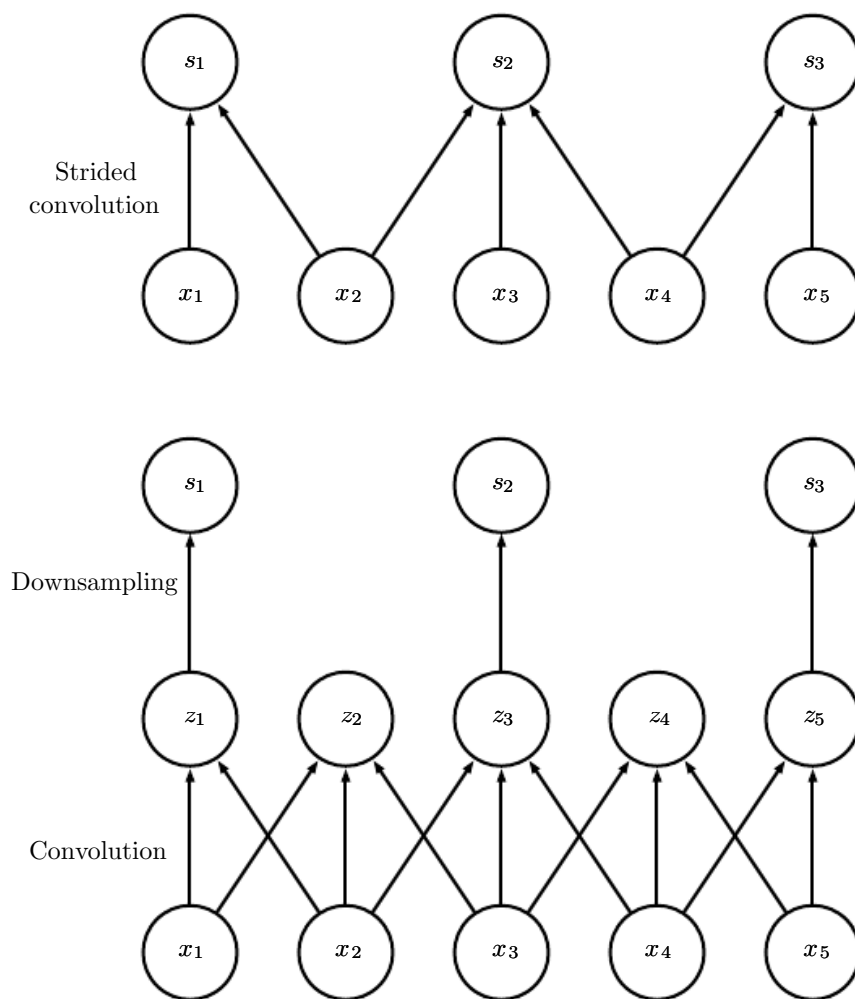 s₁ s₂ s₃
Strided
convolution
x₁ x₂ x₃ x₄ x₅
s₁ s₂ s₃
Downsampling
z₁ z₂ z₃ z₄ z₅
Convolution
x₁ x₂ x₃ x₄ x₅